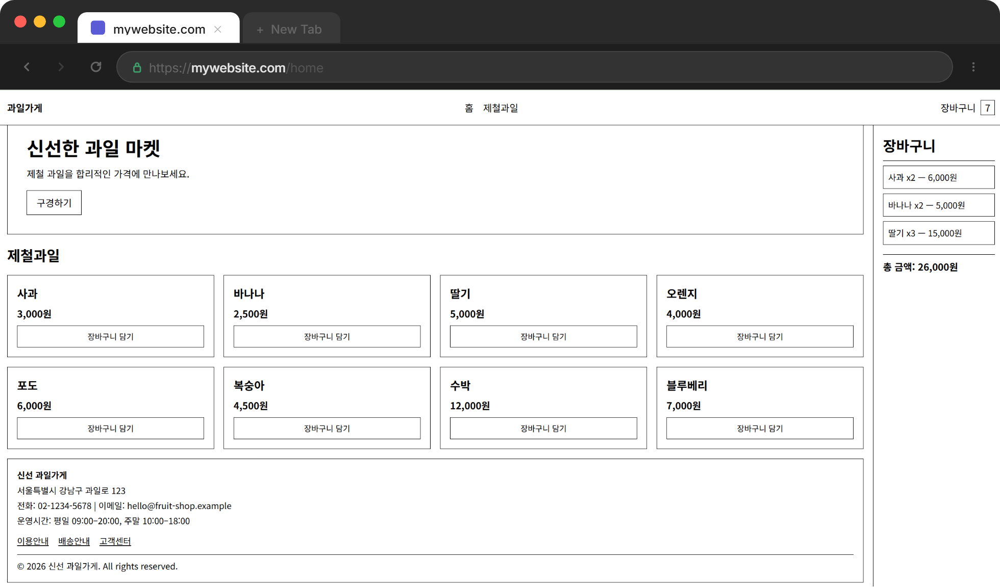 mywebsite.com
+ New Tab
https://mywebsite.com/home
과일가게
홈 제철과일
장바구니 7
신선한 과일 마켓
제철 과일을 합리적인 가격에 만나보세요.
구경하기
제철과일
사과
3,000원
장바구니 담기
바나나
2,500원
장바구니 담기
딸기
5,000원
장바구니 담기
오렌지
4,000원
장바구니 담기
포도
6,000원
장바구니 담기
복숭아
4,500원
장바구니 담기
수박
12,000원
장바구니 담기
블루베리
7,000원
장바구니 담기
신선 과일가게
서울특별시 강남구 과일로 123
전화: 02-1234-5678 | 이메일: hello@fruit-shop.example
운영시간: 평일 09:00–20:00, 주말 10:00–18:00
이용안내 배송안내 고객센터
© 2026 신선 과일가게. All rights reserved.
장바구니
사과 x2 — 6,000원
바나나 x2 — 5,000원
딸기 x3 — 15,000원
총 금액: 26,000원